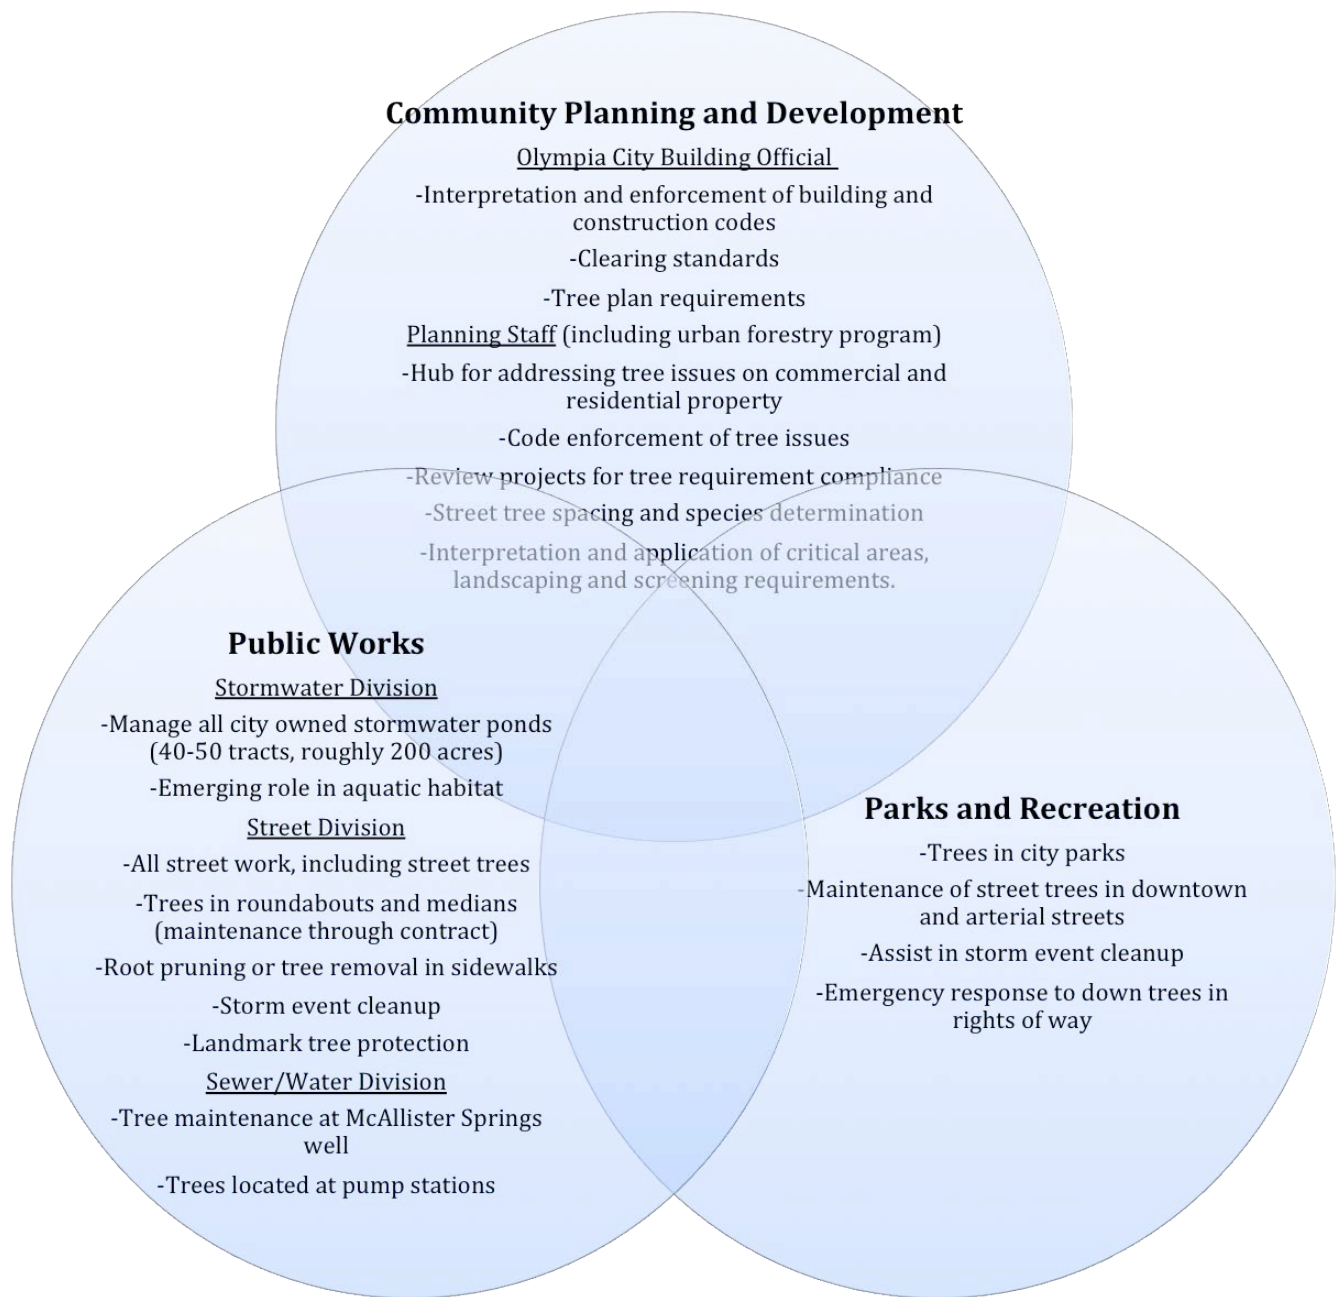 Community Planning and Development
Olympia City Building Official
-Interpretation and enforcement of building and
construction codes
-Clearing standards
-Tree plan requirements
Planning Staff (including urban forestry program)
-Hub for addressing tree issues on commercial and
residential property
-Code enforcement of tree issues
-Review projects for tree requirement compliance
-Street tree spacing and species determination
-Interpretation and application of critical areas,
landscaping and screening requirements.
Public Works
Stormwater Division
-Manage all city owned stormwater ponds
(40-50 tracts, roughly 200 acres)
-Emerging role in aquatic habitat
Street Division
-All street work, including street trees
-Trees in roundabouts and medians
(maintenance through contract)
-Root pruning or tree removal in sidewalks
-Storm event cleanup
-Landmark tree protection
Sewer/Water Division
-Tree maintenance at McAllister Springs
well
-Trees located at pump stations
Parks and Recreation
-Trees in city parks
-Maintenance of street trees in downtown
and arterial streets
-Assist in storm event cleanup
-Emergency response to down trees in
rights of way